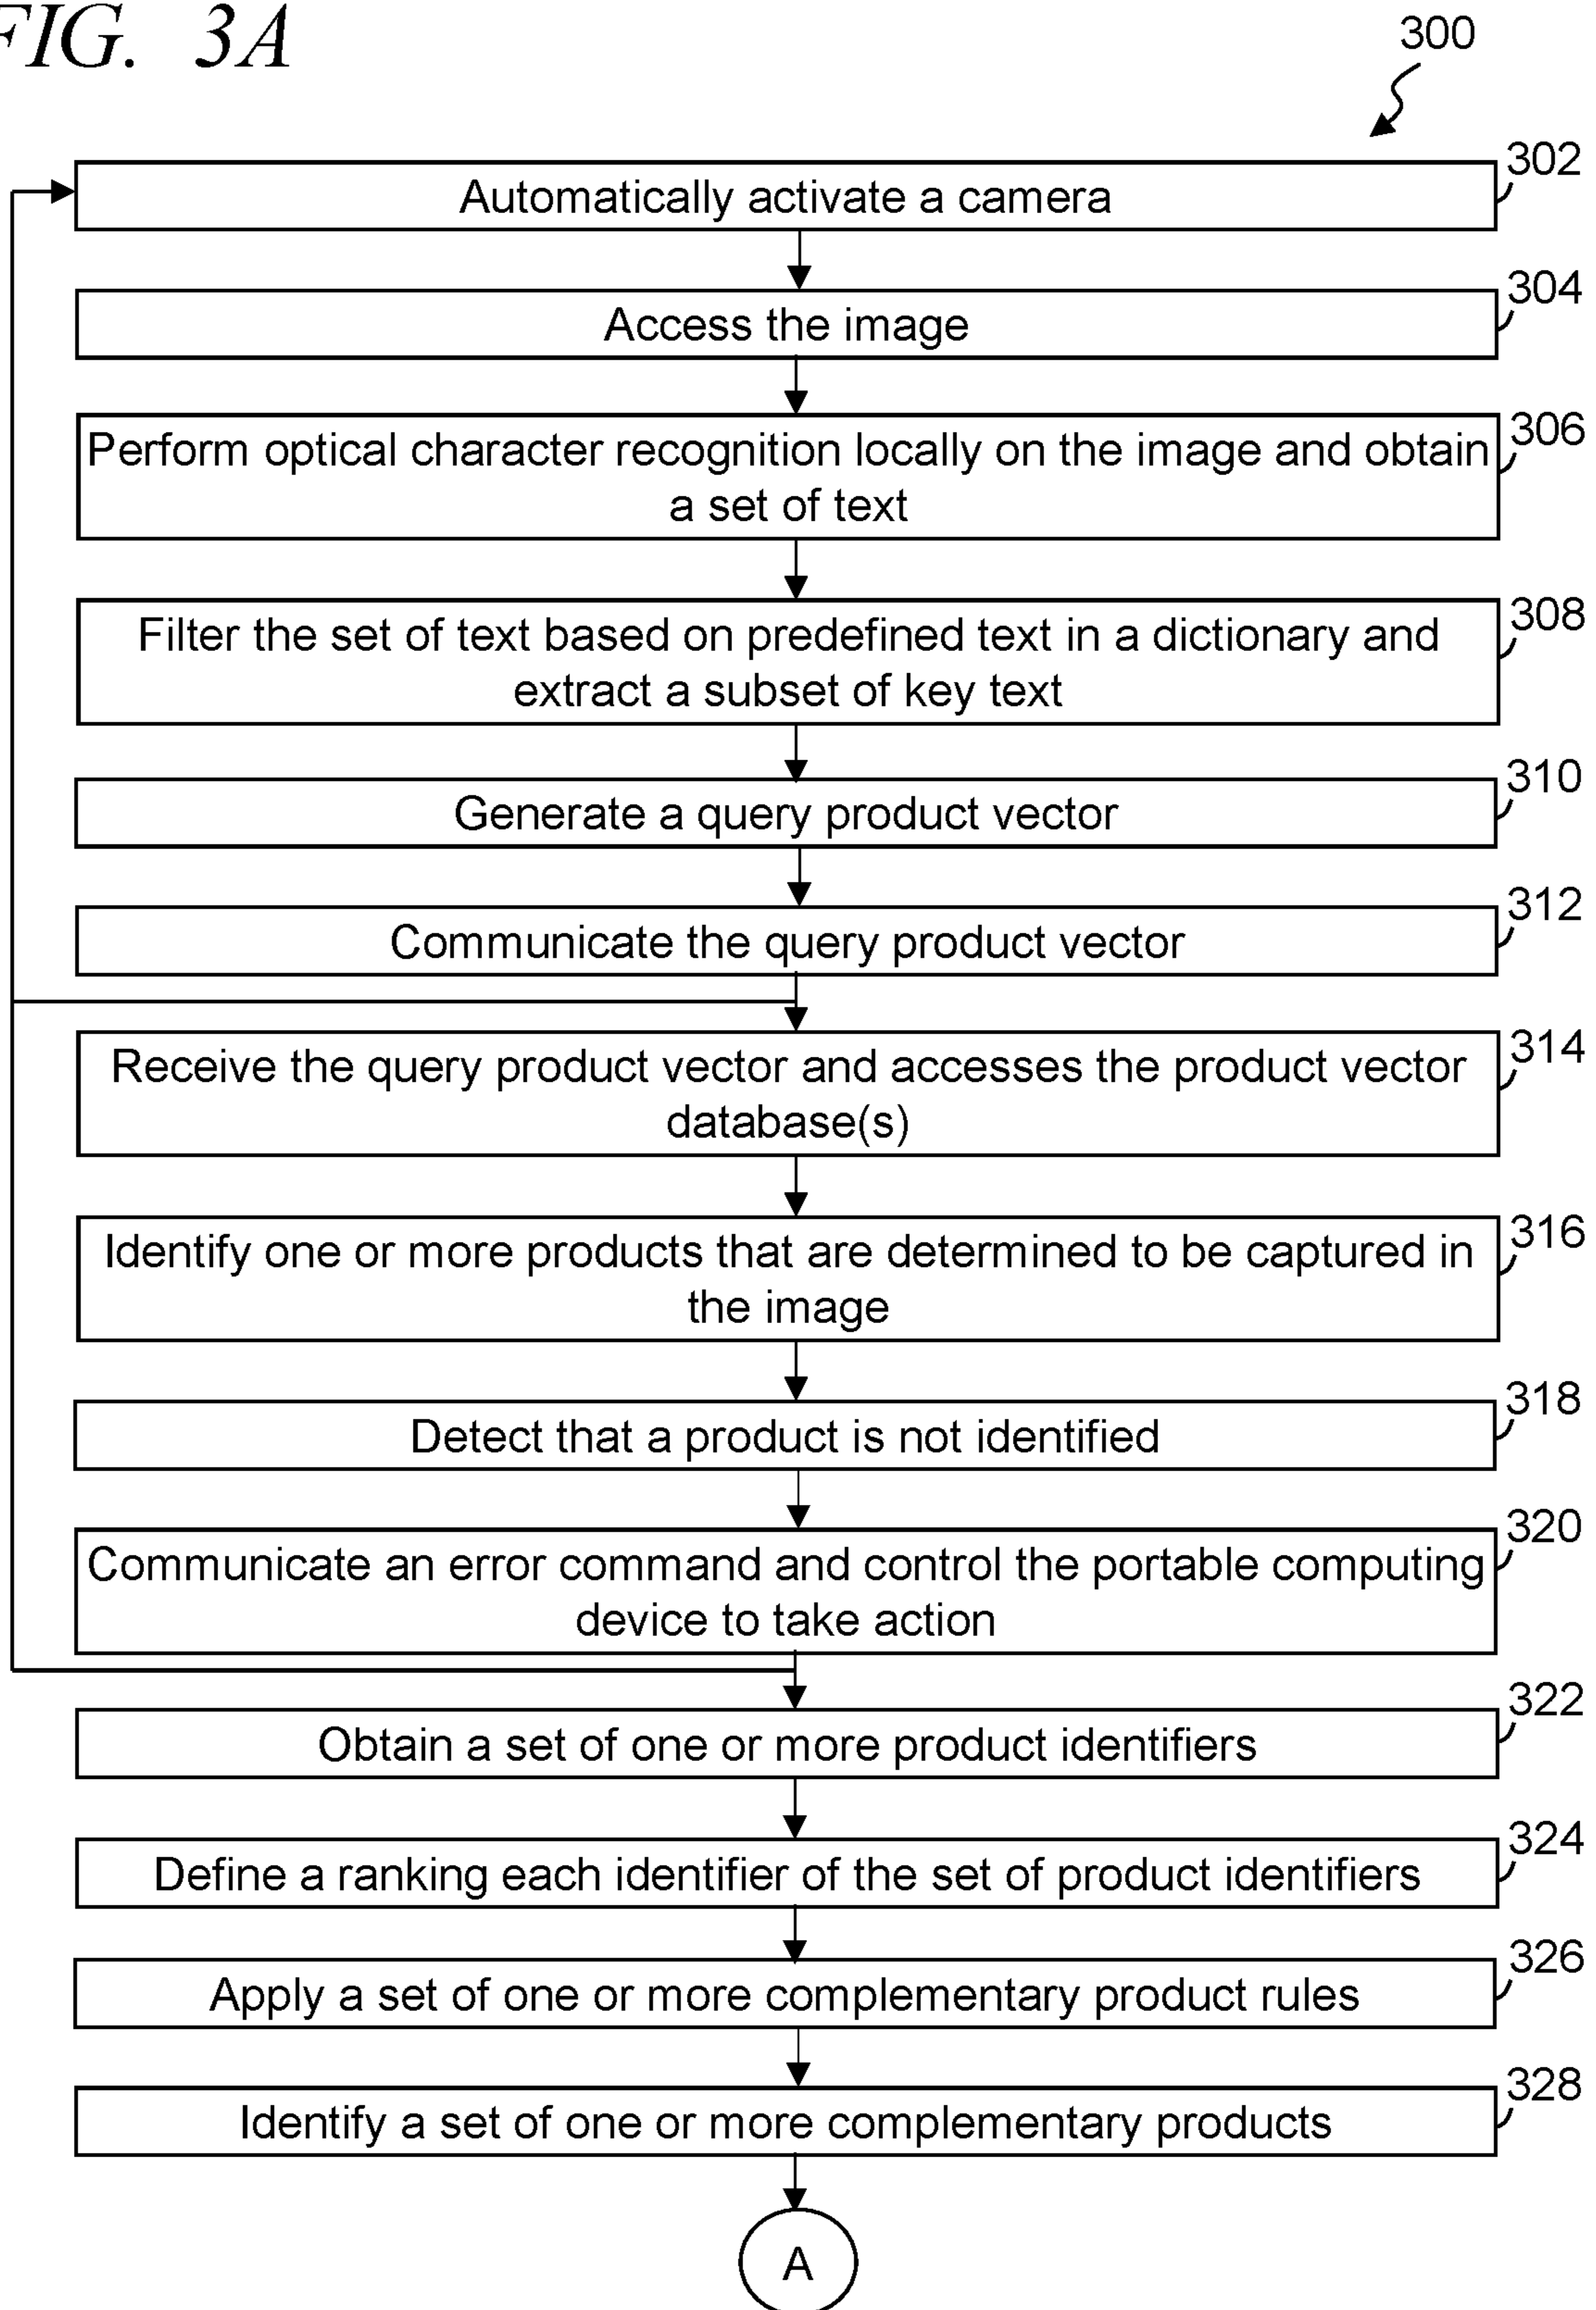 FIG. 3A
300
302
Automatically activate a camera
304
Access the image
306
Perform optical character recognition locally on the image and obtain
a set of text
308
Filter the set of text based on predefined text in a dictionary and
extract a subset of key text
310
Generate a query product vector
312
Communicate the query product vector
314
Receive the query product vector and accesses the product vector
database(s)
316
Identify one or more products that are determined to be captured in
the image
318
Detect that a product is not identified
320
Communicate an error command and control the portable computing
device to take action
322
Obtain a set of one or more product identifiers
324
Define a ranking each identifier of the set of product identifiers
326
Apply a set of one or more complementary product rules
328
Identify a set of one or more complementary products
A